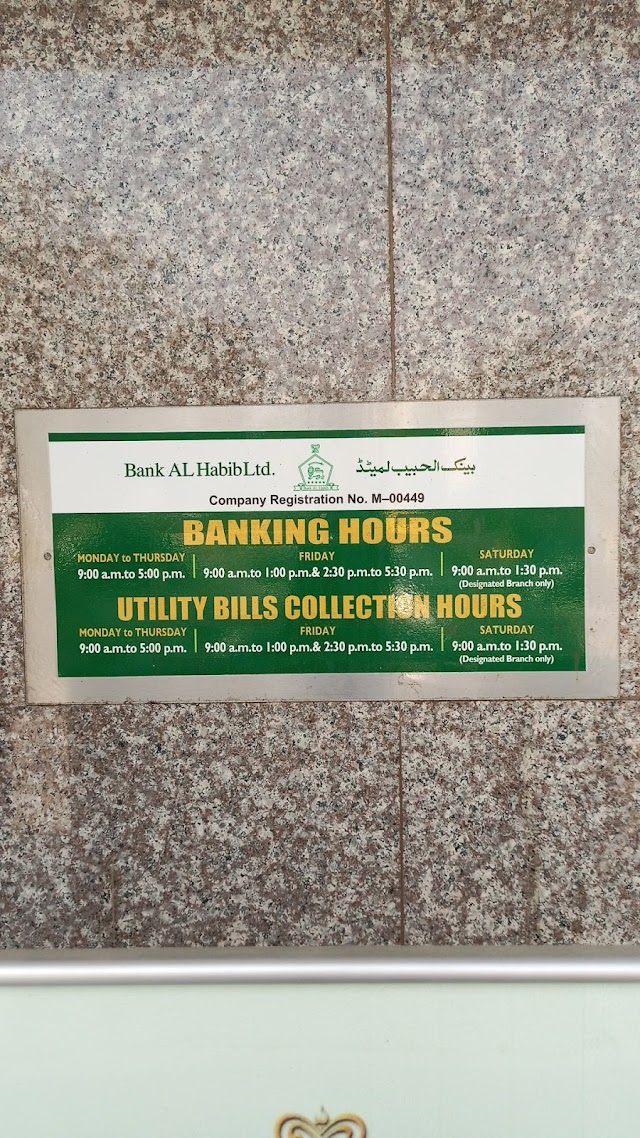 Bank AL Habib Ltd. بینک الحبیب لمیٹڈ
Company Registration No. M–00449
BANKING HOURS
MONDAY to THURSDAY FRIDAY SATURDAY
9:00 a.m.to 5:00 p.m. 9:00 a.m.to 1:00 p.m.& 2:30 p.m.to 5:30 p.m. 9:00 a.m.to 1:30 p.m.
(Designated Branch only)
UTILITY BILLS COLLECTION HOURS
MONDAY to THURSDAY FRIDAY SATURDAY
9:00 a.m.to 5:00 p.m. 9:00 a.m.to 1:00 p.m.& 2:30 p.m.to 5:30 p.m. 9:00 a.m.to 1:30 p.m.
(Designated Branch only)